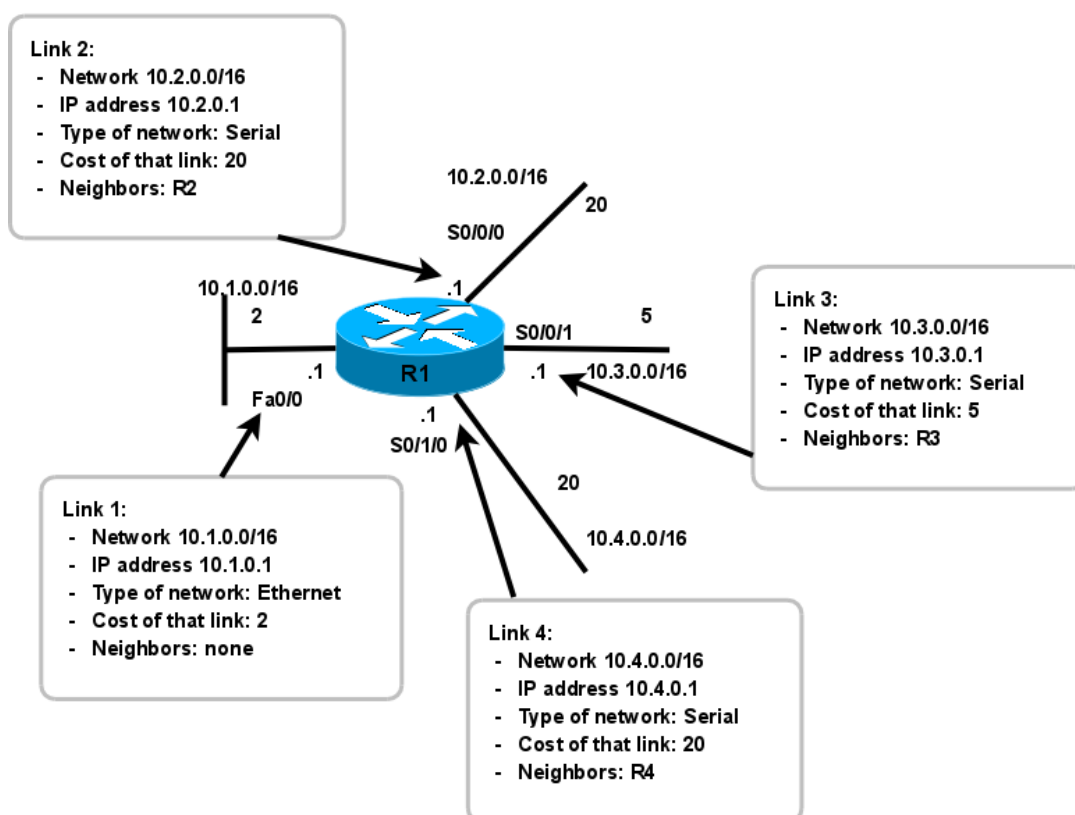 Link 2:
- Network 10.2.0.0/16
- IP address 10.2.0.1
- Type of network: Serial
- Cost of that link: 20
- Neighbors: R2
10.2.0.0/16
20
S0/0/0
.1
10.1.0.0/16
2
.1
Fa0/0
R1
S0/0/1
5
.1
10.3.0.0/16
.1
S0/1/0
20
10.4.0.0/16
Link 3:
- Network 10.3.0.0/16
- IP address 10.3.0.1
- Type of network: Serial
- Cost of that link: 5
- Neighbors: R3
Link 1:
- Network 10.1.0.0/16
- IP address 10.1.0.1
- Type of network: Ethernet
- Cost of that link: 2
- Neighbors: none
Link 4:
- Network 10.4.0.0/16
- IP address 10.4.0.1
- Type of network: Serial
- Cost of that link: 20
- Neighbors: R4